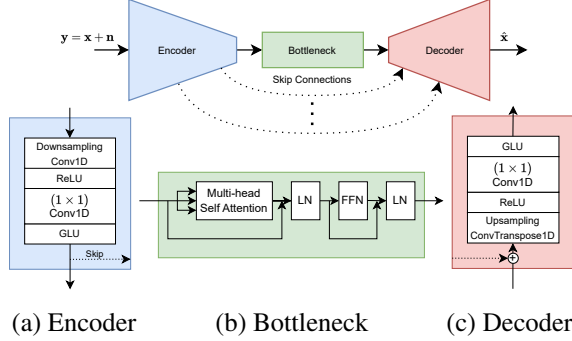 y = x + n
Encoder
Bottleneck
Decoder
x̂
Skip Connections
Downsampling
Conv1D
ReLU
(1 × 1)
Conv1D
GLU
Skip
Multi-head
Self Attention
LN
FFN
LN
GLU
(1 × 1)
Conv1D
ReLU
Upsampling
ConvTranspose1D
+
(a) Encoder
(b) Bottleneck
(c) Decoder